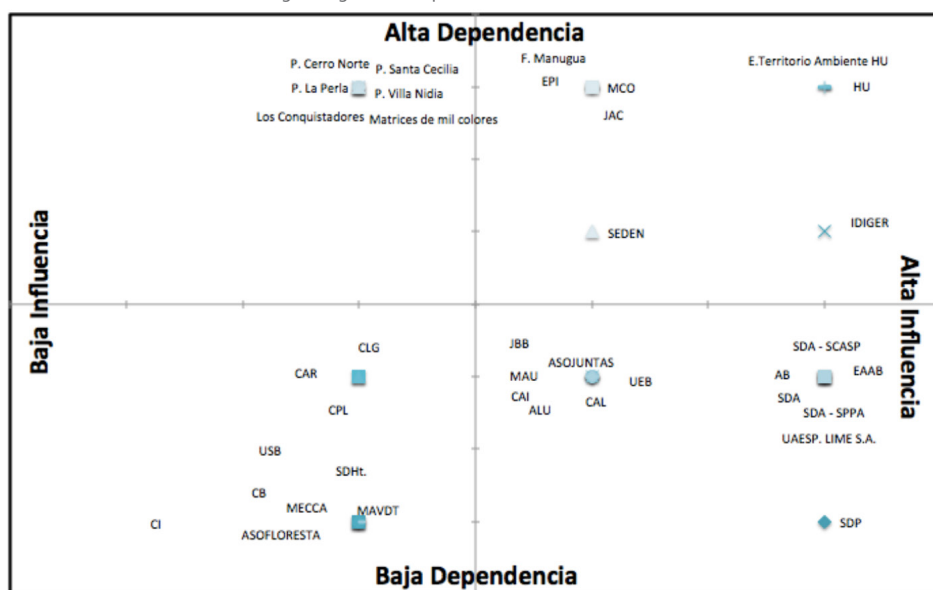 Alta Dependencia
P. Cerro Norte
P. Santa Cecilia
P. La Perla
P. Villa Nidia
Los Conquistadores
Matrices de mil colores
F. Manugua
EPI
MCO
JAC
E.Territorio Ambiente HU
HU
SEDEN
IDIGER
Baja Influencia
Alta Influencia
CLG
CAR
CPL
USB
SDHt.
CB
MECCA
MAVDT
CI
ASOFLORESTA
JBB
ASOJUNTAS
MAU
UEB
CAI
CAL
ALU
SDA - SCASP
AB
EAAB
SDA
SDA - SPPA
UAESP. LIME S.A.
SDP
Baja Dependencia